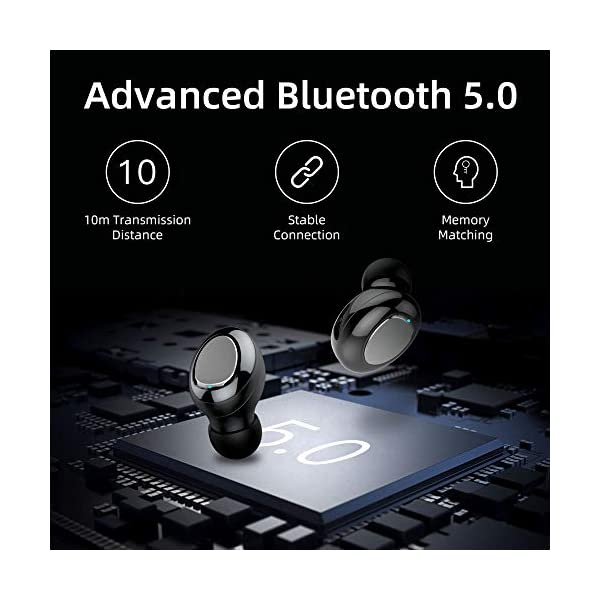 Advanced Bluetooth 5.0
10
10m Transmission
Distance
Stable
Connection
Memory
Matching
5.0